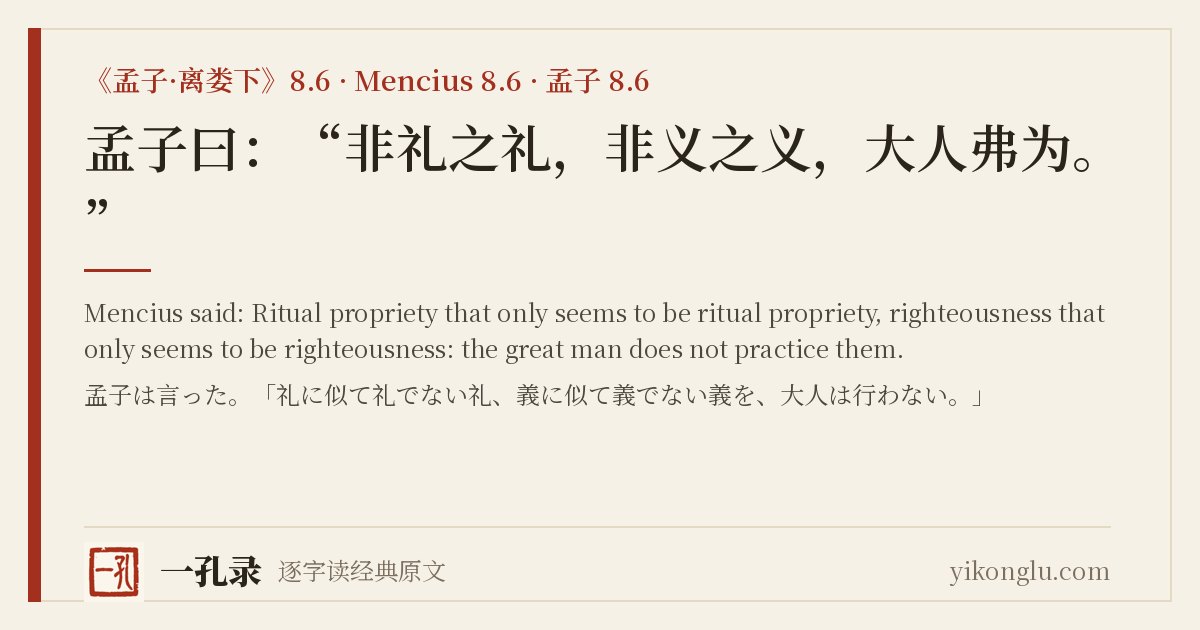 《孟子·离娄下》8.6 · Mencius 8.6 · 孟子 8.6
孟子曰：“非礼之礼，非义之义，大人弗为。
”
Mencius said: Ritual propriety that only seems to be ritual propriety, righteousness that
only seems to be righteousness: the great man does not practice them.
孟子は言った。「礼に似て礼でない礼、義に似て義でない義を、大人は行わない。」
一孔
一孔录 逐字读经典原文
yikonglu.com